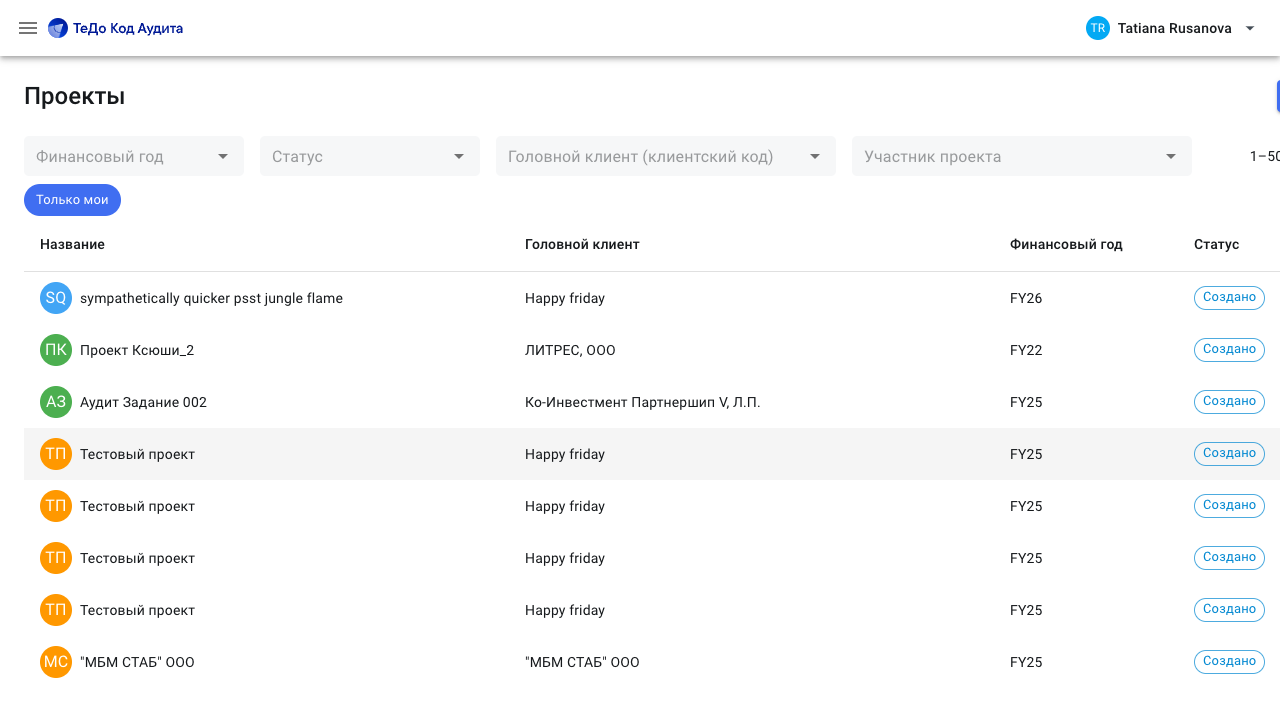 ТеДо Код Аудита
TR Tatiana Rusanova
Проекты
Финансовый год Статус Головной клиент (клиентский код) Участник проекта 1–50
Только мои
Название Головной клиент Финансовый год Статус
SQ sympathetically quicker psst jungle flame Happy friday FY26 Создано
ПК Проект Ксюши_2 ЛИТРЕС, ООО FY22 Создано
АЗ Аудит Задание 002 Ко-Инвестмент Партнершип V, Л.П. FY25 Создано
ТП Тестовый проект Happy friday FY25 Создано
ТП Тестовый проект Happy friday FY25 Создано
ТП Тестовый проект Happy friday FY25 Создано
ТП Тестовый проект Happy friday FY25 Создано
МС "МБМ СТАБ" ООО "МБМ СТАБ" ООО FY25 Создано